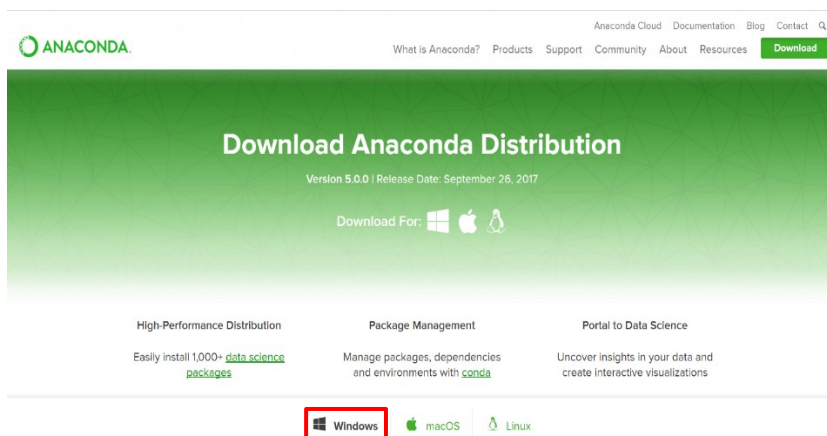 Anaconda Cloud Documentation Blog Contact
ANACONDA.
What is Anaconda? Products Support Community About Resources Download
Download Anaconda Distribution
Version 5.0.0 | Release Date: September 26, 2017
Download For:
High-Performance Distribution Package Management Portal to Data Science
Easily install 1,000+ data science packages
Manage packages, dependencies and environments with conda
Uncover insights in your data and create interactive visualizations
Windows macOS Linux